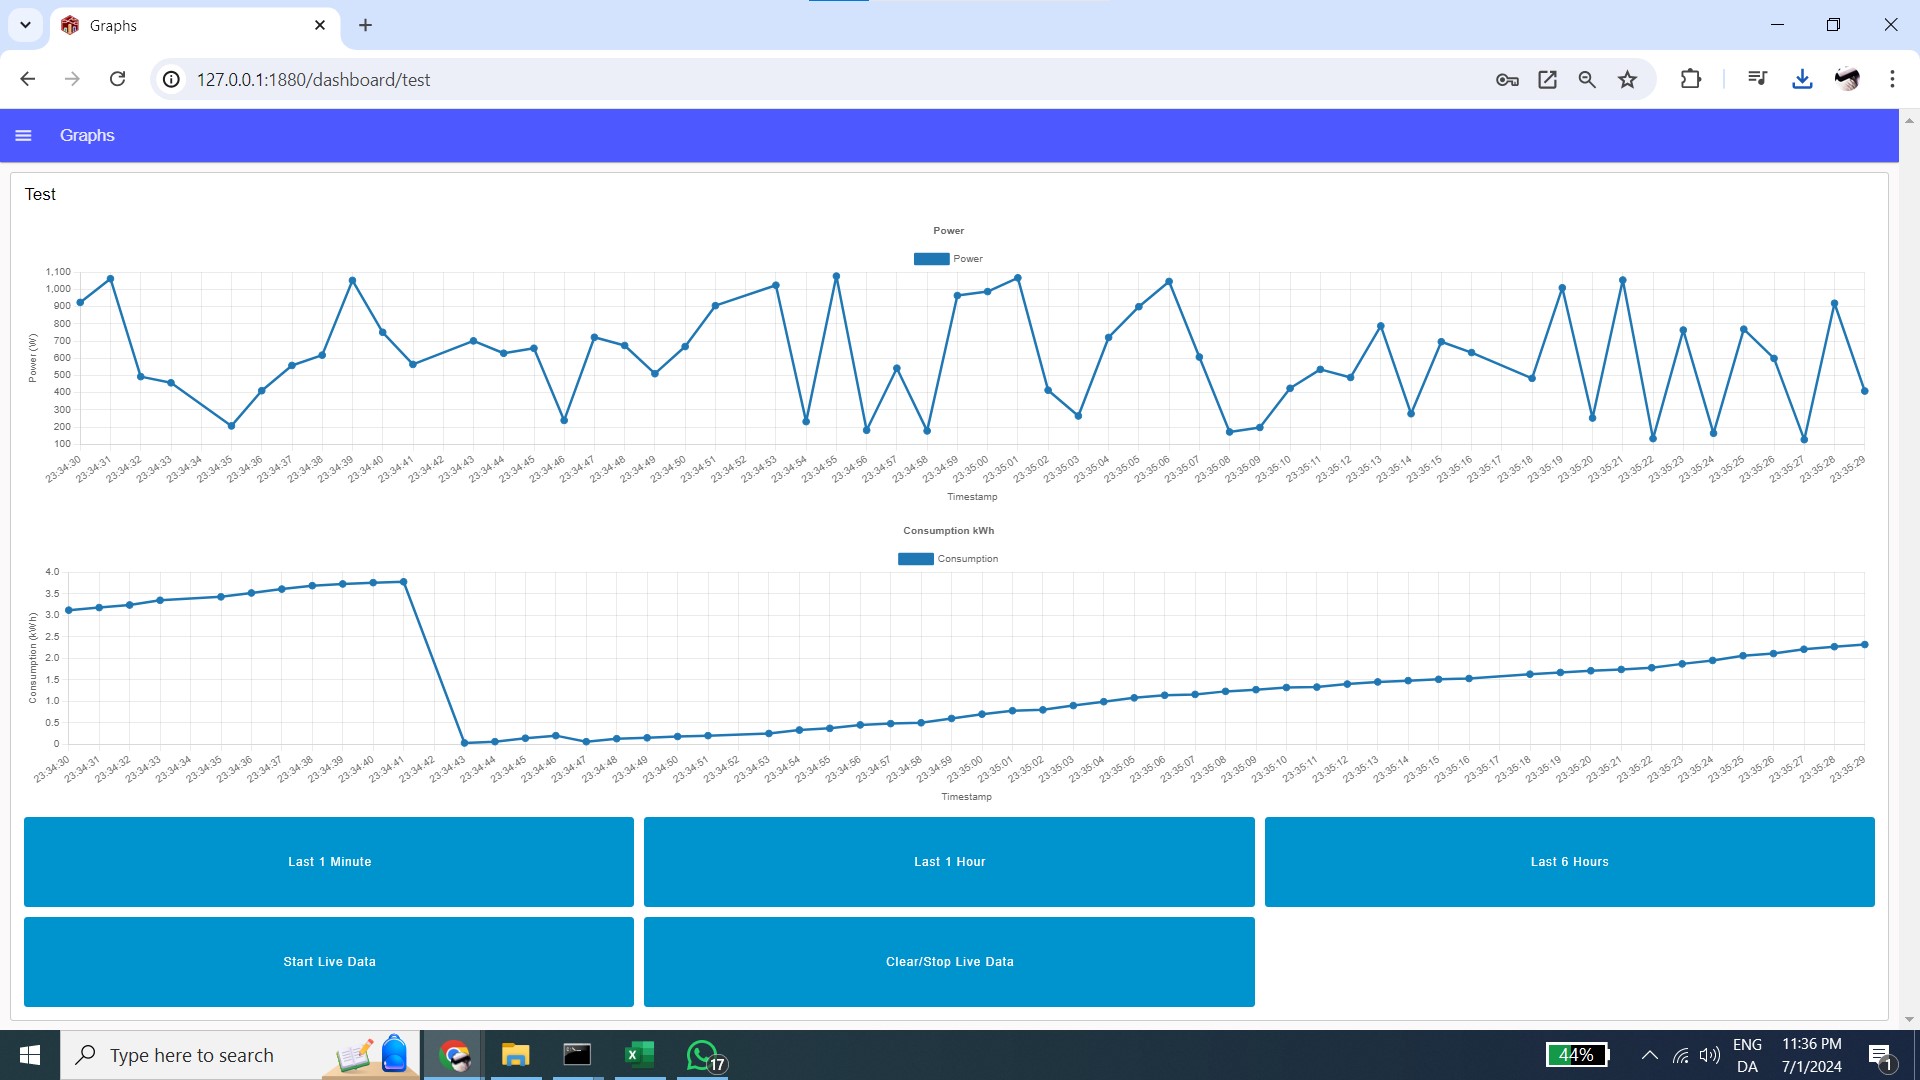 Graphs
127.0.0.1:1880/dashboard/test
Graphs
Test
Power
Power
1,100
1,000
900
800
700
600
500
400
300
200
100
Power (W)
23:34:30 23:34:31 23:34:32 23:34:33 23:34:34 23:34:35 23:34:36 23:34:37 23:34:38 23:34:39 23:34:40 23:34:41 23:34:42 23:34:43 23:34:44 23:34:45 23:34:46 23:34:47 23:34:48 23:34:49 23:34:50 23:34:51 23:34:52 23:34:53 23:34:54 23:34:55 23:34:56 23:34:57 23:34:58 23:34:59 23:35:00 23:35:01 23:35:02 23:35:03 23:35:04 23:35:05 23:35:06 23:35:07 23:35:08 23:35:09 23:35:10 23:35:11 23:35:12 23:35:13 23:35:14 23:35:15 23:35:16 23:35:17 23:35:18 23:35:19 23:35:20 23:35:21 23:35:22 23:35:23 23:35:24 23:35:25 23:35:26 23:35:27 23:35:28 23:35:29
Timestamp
Consumption kWh
Consumption
4.0
3.5
3.0
2.5
2.0
1.5
1.0
0.5
0
Consumption (kWh)
23:34:30 23:34:31 23:34:32 23:34:33 23:34:34 23:34:35 23:34:36 23:34:37 23:34:38 23:34:39 23:34:40 23:34:41 23:34:42 23:34:43 23:34:44 23:34:45 23:34:46 23:34:47 23:34:48 23:34:49 23:34:50 23:34:51 23:34:52 23:34:53 23:34:54 23:34:55 23:34:56 23:34:57 23:34:58 23:34:59 23:35:00 23:35:01 23:35:02 23:35:03 23:35:04 23:35:05 23:35:06 23:35:07 23:35:08 23:35:09 23:35:10 23:35:11 23:35:12 23:35:13 23:35:14 23:35:15 23:35:16 23:35:17 23:35:18 23:35:19 23:35:20 23:35:21 23:35:22 23:35:23 23:35:24 23:35:25 23:35:26 23:35:27 23:35:28 23:35:29
Timestamp
Last 1 Minute
Last 1 Hour
Last 6 Hours
Start Live Data
Clear/Stop Live Data
Type here to search
17
44%
ENG
DA
11:36 PM
7/1/2024
1